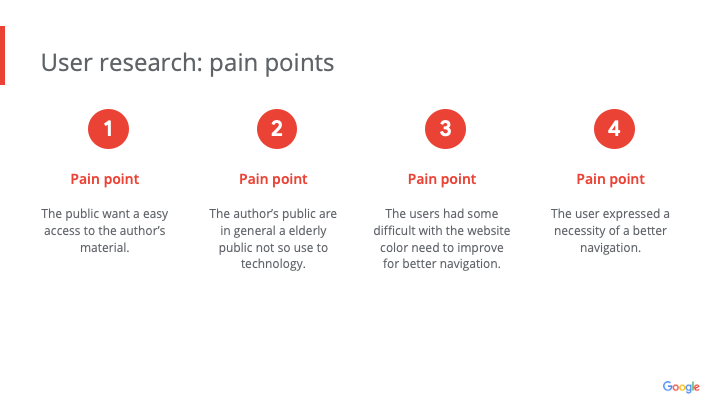 User research: pain points
1
Pain point
The public want a easy
access to the author's
material.
2
Pain point
The author's public are
in general a elderly
public not so use to
technology.
3
Pain point
The users had some
difficult with the website
color need to improve
for better navigation.
4
Pain point
The user expressed a
necessity of a better
navigation.
Google